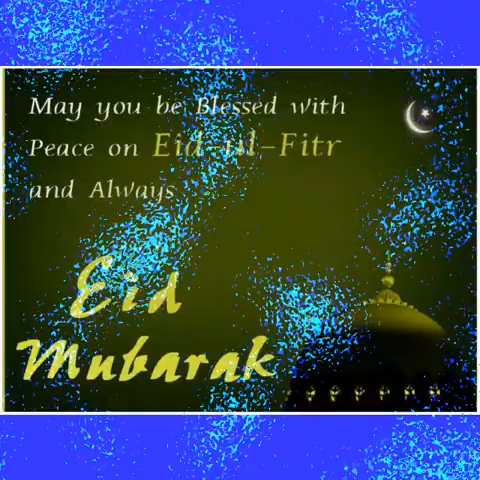 May you be Blessed with
Peace on Eid-ul-Fitr
and Always
Eid
Mubarak